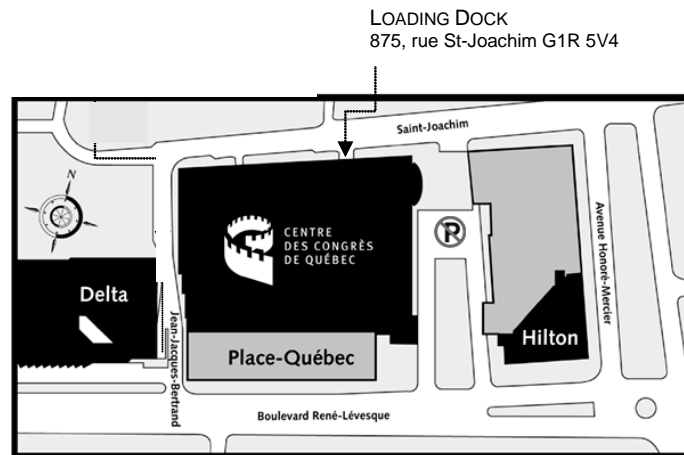 LOADING DOCK
875, rue St-Joachim G1R 5V4
Saint-Joachim
N
CENTRE
DES CONGRÈS
DE QUÉBEC
P
Avenue Honoré-Mercier
Delta
Jean-Jacques-Bertrand
Place-Québec
Hilton
Boulevard René-Lévesque